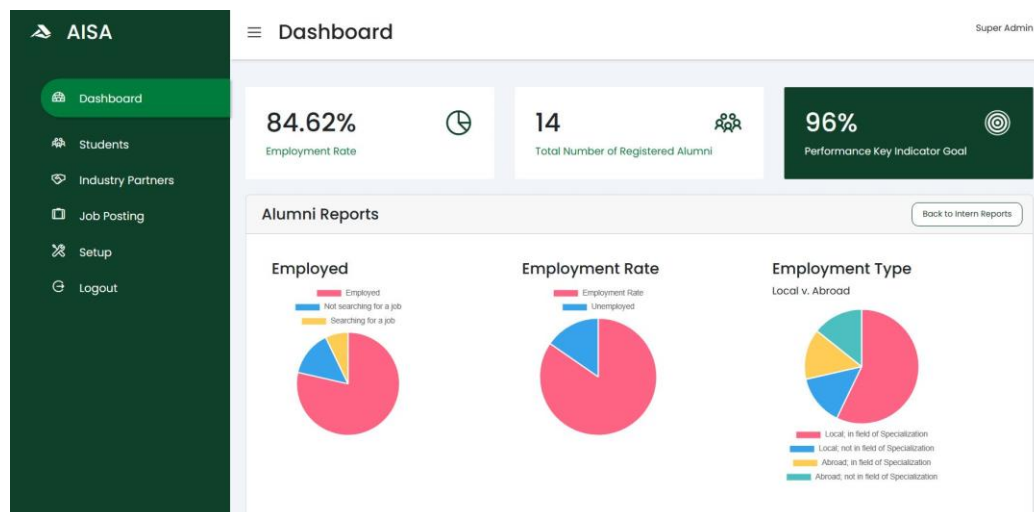 AISA
Dashboard
Students
Industry Partners
Job Posting
Setup
Logout
Dashboard
Super Admin
84.62%
Employment Rate
14
Total Number of Registered Alumni
96%
Performance Key Indicator Goal
Alumni Reports
Back to Intern Reports
Employed
Employed
Not searching for a job
Searching for a job
Employment Rate
Employment Rate
Unemployed
Employment Type
Local v. Abroad
Local; in field of Specialization
Local; not in field of Specialization
Abroad; in field of Specialization
Abroad; not in field of Specialization